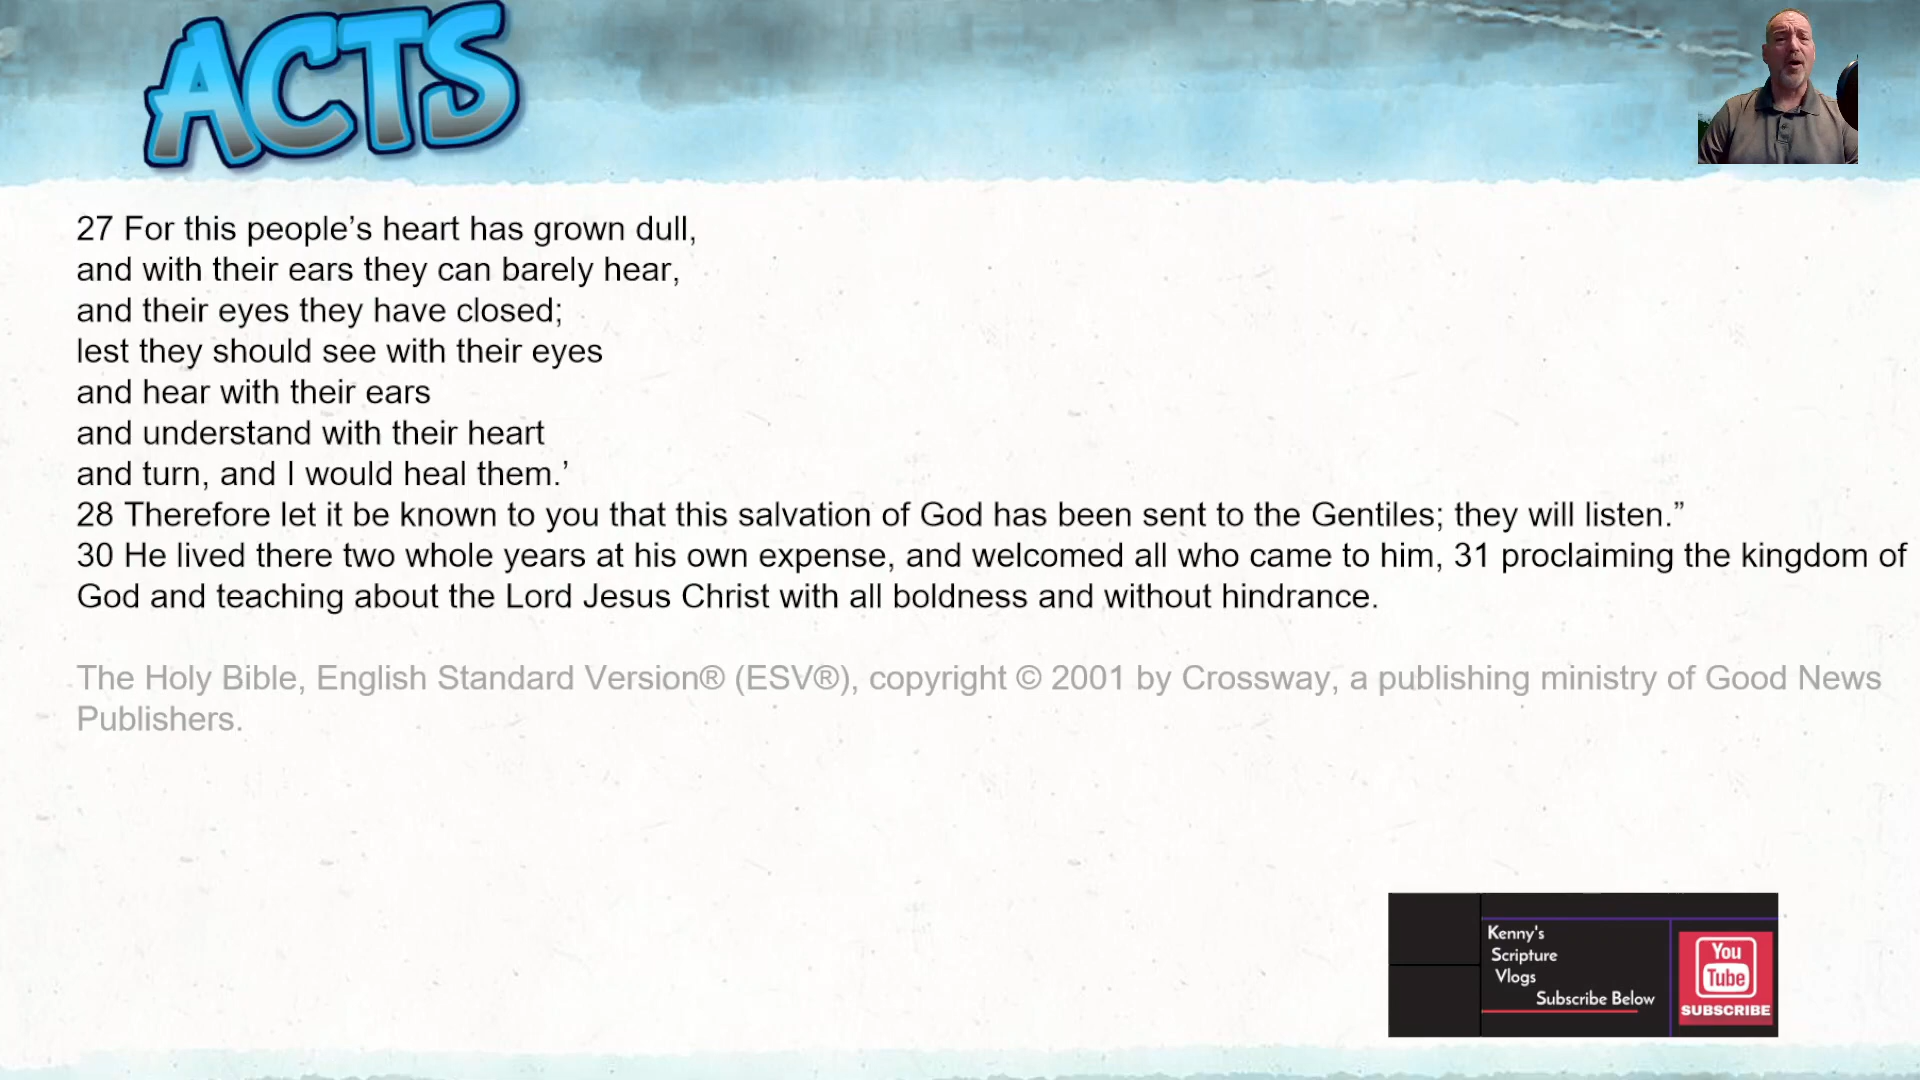 ACTS
27 For this people’s heart has grown dull,
and with their ears they can barely hear,
and their eyes they have closed;
lest they should see with their eyes
and hear with their ears
and understand with their heart
and turn, and I would heal them.’
28 Therefore let it be known to you that this salvation of God has been sent to the Gentiles; they will listen.”
30 He lived there two whole years at his own expense, and welcomed all who came to him, 31 proclaiming the kingdom of
God and teaching about the Lord Jesus Christ with all boldness and without hindrance.
The Holy Bible, English Standard Version® (ESV®), copyright © 2001 by Crossway, a publishing ministry of Good News
Publishers.
Kenny's
Scripture
Vlogs
Subscribe Below
You
Tube
SUBSCRIBE